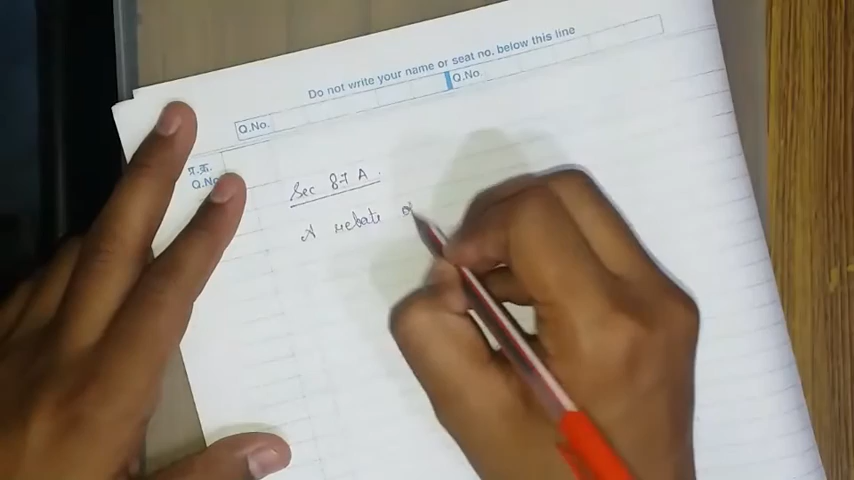 Do not write your name or seat no. below this line
Q.No. Q.No.
प्र.क्र.
Q.No
Sec 87 A.
A rebate o